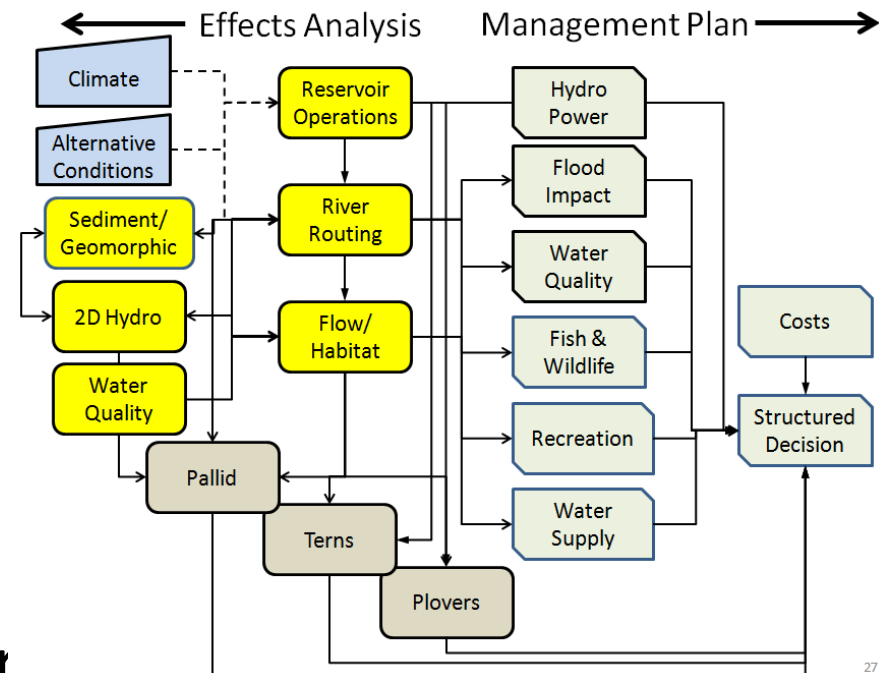 Effects Analysis
Management Plan
Climate
Alternative
Conditions
Sediment/
Geomorphic
2D Hydro
Water
Quality
Reservoir
Operations
River
Routing
Flow/
Habitat
Pallid
Terns
Plovers
Hydro
Power
Flood
Impact
Water
Quality
Fish &
Wildlife
Recreation
Water
Supply
Costs
Structured
Decision
27